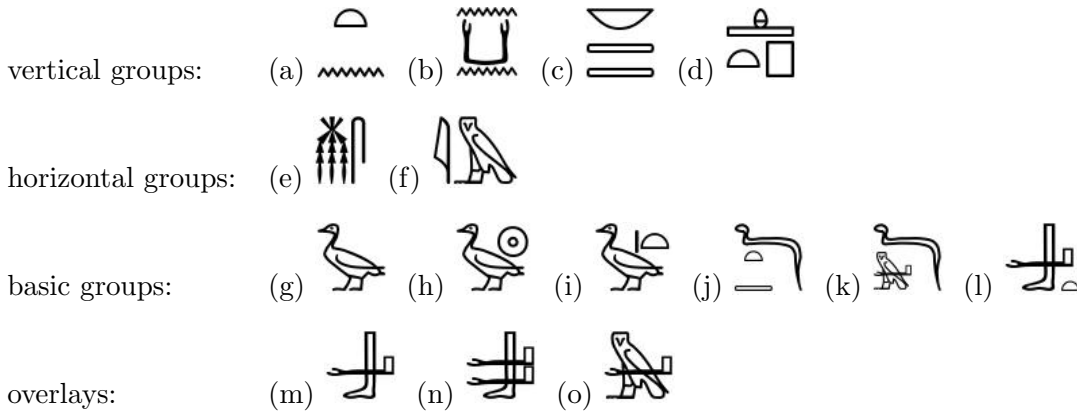 vertical groups: (a) (b) (c) (d)
horizontal groups: (e) (f)
basic groups: (g) (h) (i) (j) (k) (l)
overlays: (m) (n) (o)